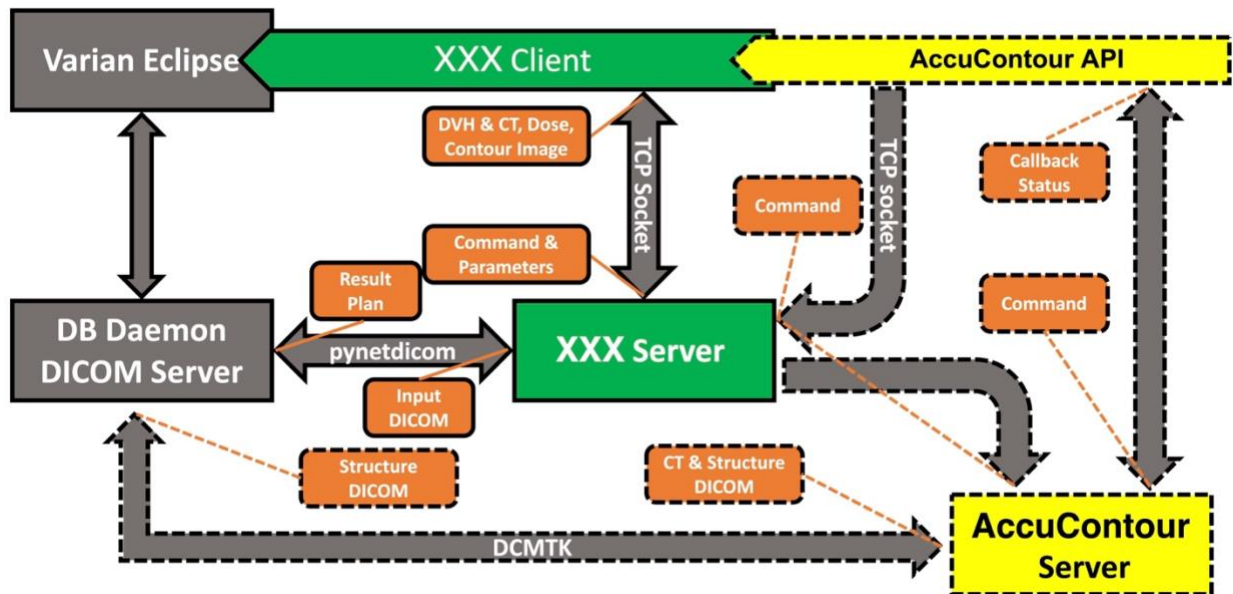 Varian Eclipse
XXX Client
AccuContour API
DVH & CT, Dose,
Contour Image
TCP Socket
TCP socket
Callback
Status
Command
Command &
Parameters
Command
Result
Plan
DB Daemon
DICOM Server
pynetdicom
XXX Server
Input
DICOM
Structure
DICOM
CT & Structure
DICOM
AccuContour
Server
DCMTK